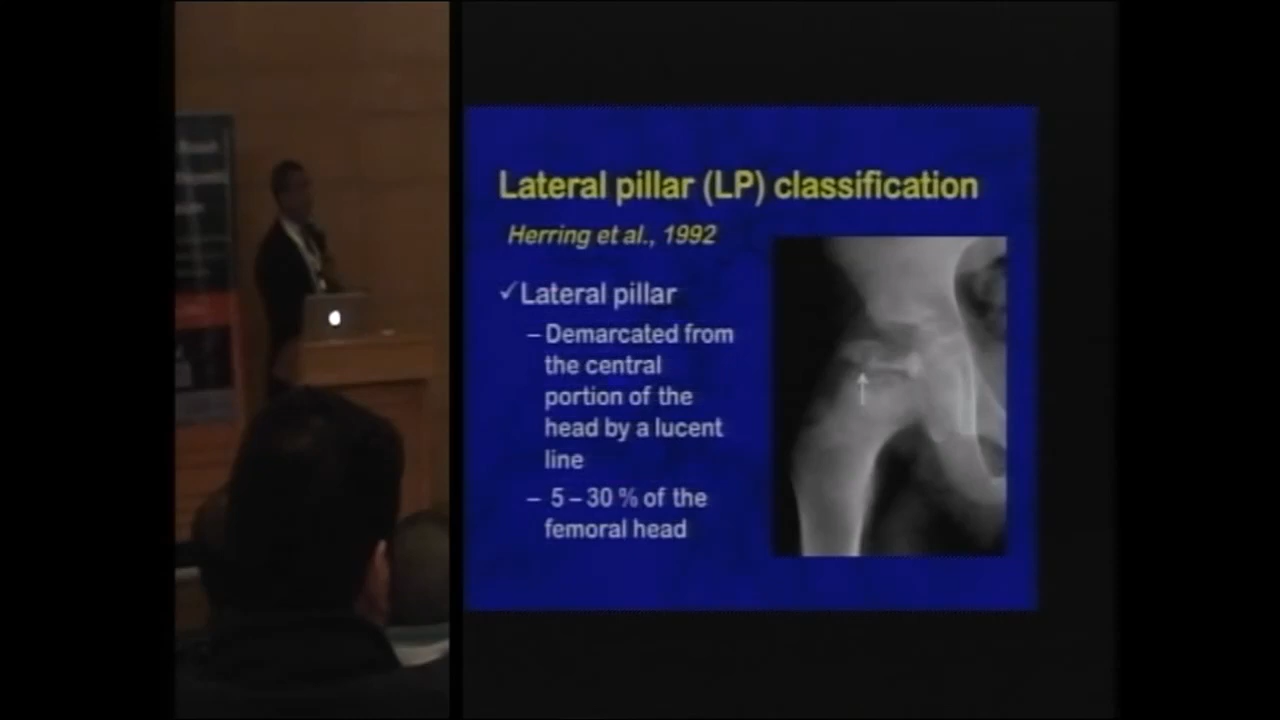 Lateral pillar (LP) classification
Herring et al., 1992
✓Lateral pillar
– Demarcated from
the central
portion of the
head by a lucent
line
– 5 – 30 % of the
femoral head